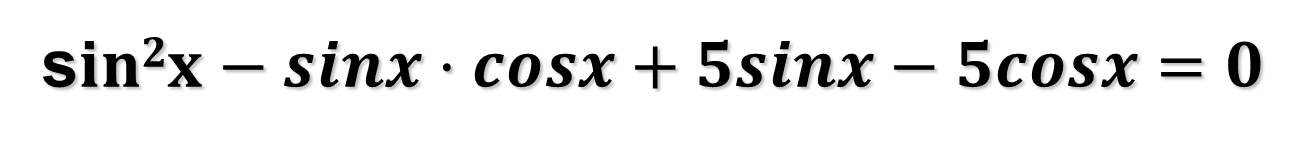 sin²x − sinx · cosx + 5sinx − 5cosx = 0